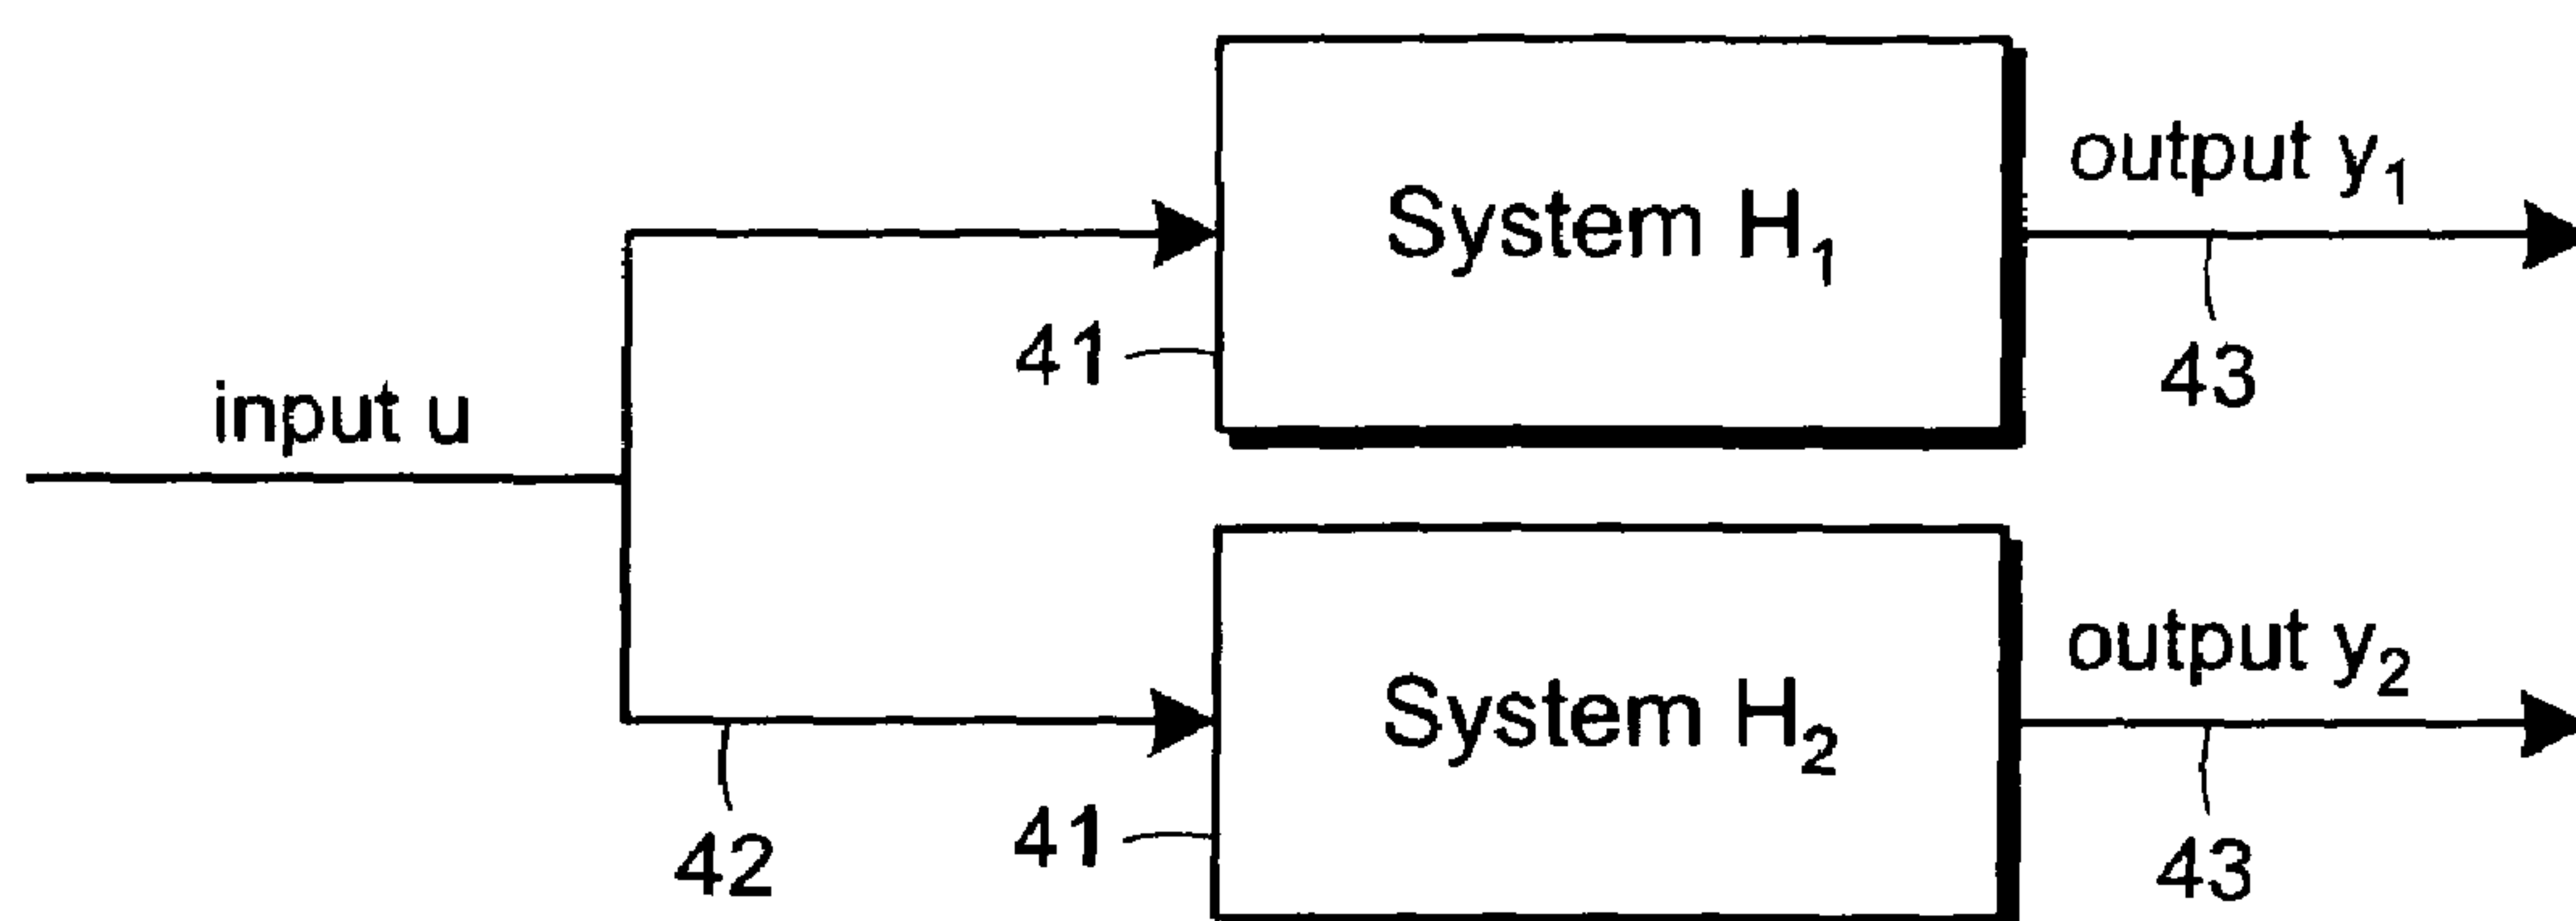 output y₁
System H₁
41
43
input u
output y₂
System H₂
42
41
43